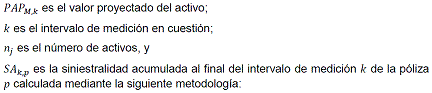 PAP_{M,k} es el valor proyectado del activo;
k es el intervalo de medición en cuestión;
n_j es el número de activos, y
SA_{k,p} es la siniestralidad acumulada al final del intervalo de medición k de la póliza
p calculada mediante la siguiente metodología: